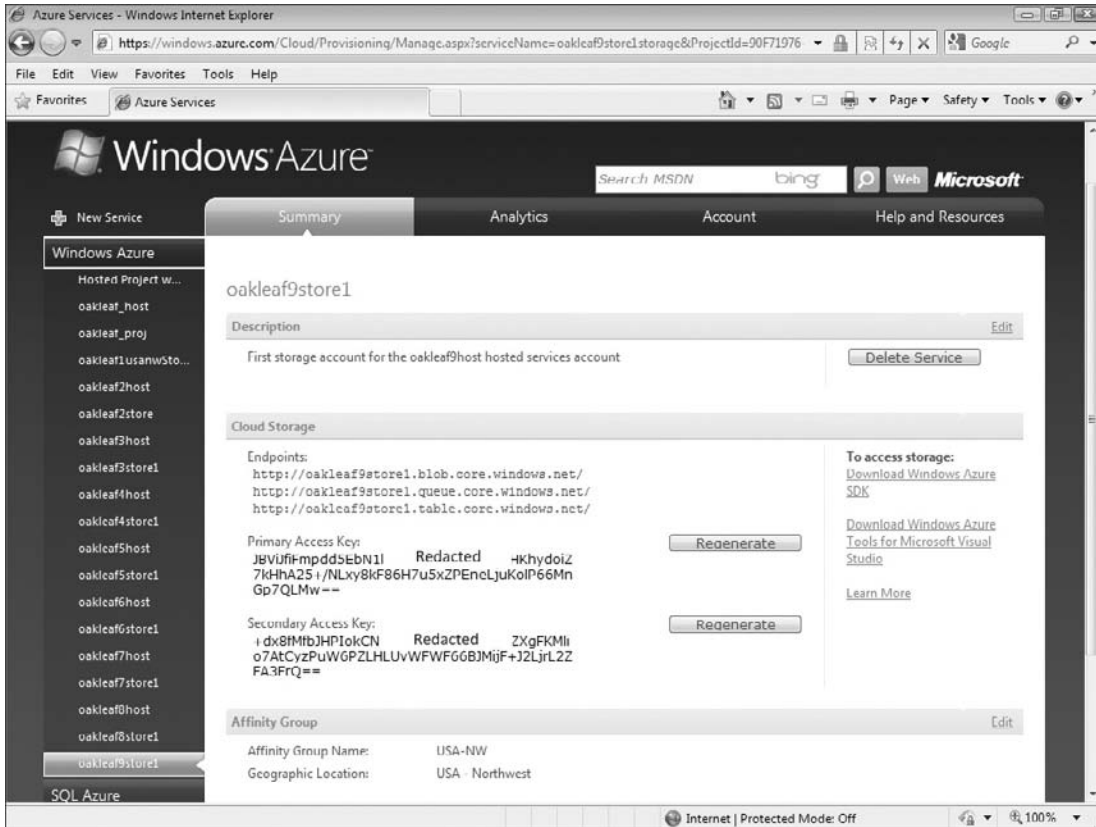 Azure Services - Windows Internet Explorer
https://windows.azure.com/Cloud/Provisioning/Manage.aspx?serviceName=oakleaf9store1storage&ProjectId=90F71976
Google
File Edit View Favorites Tools Help
Favorites Azure Services Page Safety Tools
Windows Azure™
Search MSDN bing Web Microsoft
New Service Summary Analytics Account Help and Resources
Windows Azure
Hosted Project w...
oakleaf_host
oakleaf_proj
oakleaf1usanwsto...
oakleaf2host
oakleaf2store
oakleaf3host
oakleaf3store1
oakleaf4host
oakleaf4store1
oakleaf5host
oakleaf5store1
oakleaf6host
oakleaf6store1
oakleaf7host
oakleaf7store1
oakleaf8host
oakleaf8store1
oakleaf9store1
SQL Azure
oakleaf9store1
Description Edit
First storage account for the oakleaf9host hosted services account
Delete Service
Cloud Storage
Endpoints:
http://oakleaf9store1.blob.core.windows.net/
http://oakleaf9store1.queue.core.windows.net/
http://oakleaf9store1.table.core.windows.net/
Primary Access Key:
Redacted
Gp7QLMw==
Regenerate
Secondary Access Key:
Redacted
FA3FrQ==
Regenerate
To access storage:
Download Windows Azure
SDK
Download Windows Azure
Tools for Microsoft Visual
Studio
Learn More
Affinity Group Edit
Affinity Group Name: USA-NW
Geographic Location: USA - Northwest
Internet | Protected Mode: Off 100%